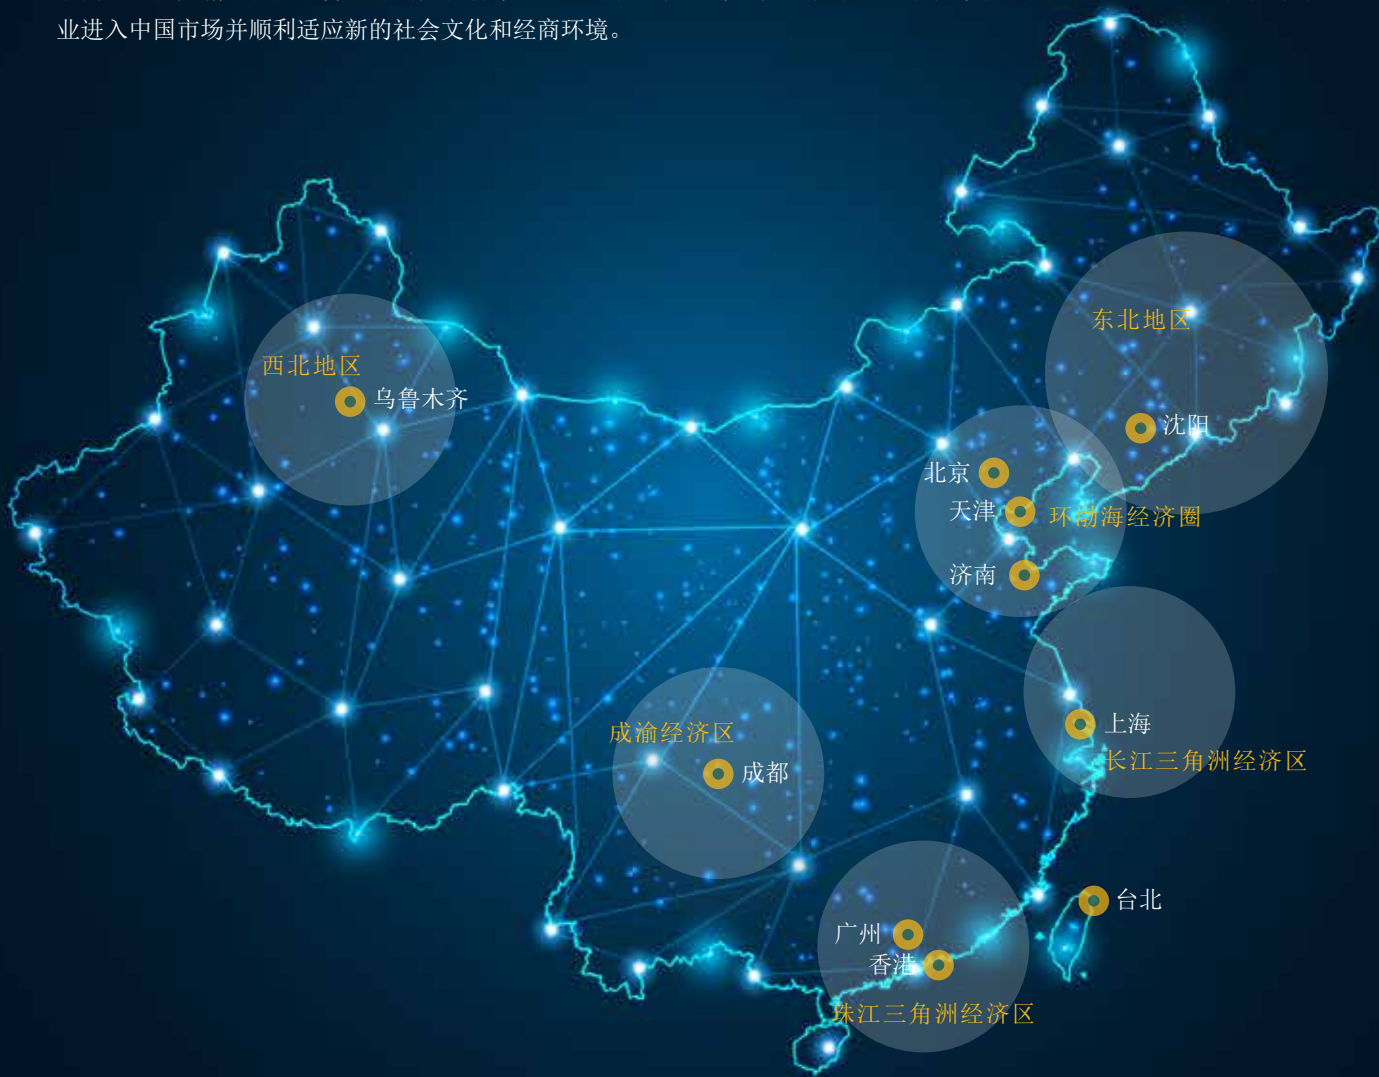 业进入中国市场并顺利适应新的社会文化和经商环境。
东北地区
西北地区
乌鲁木齐
沈阳
北京
天津
环渤海经济圈
济南
上海
成渝经济区
长江三角洲经济区
成都
台北
广州
香港
珠江三角洲经济区